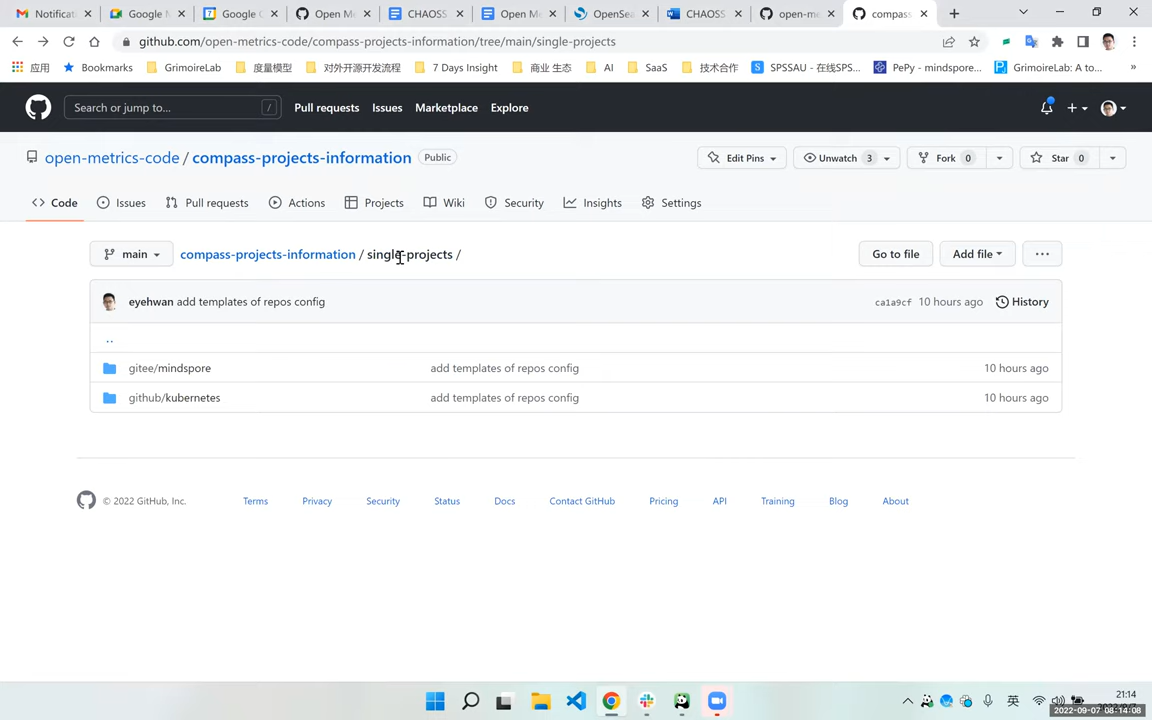 Notificat
Google M
Google C
Open Me
CHAOSS
Open Me
OpenSea
CHAOSS
open-me
compass
github.com/open-metrics-code/compass-projects-information/tree/main/single-projects
应用
Bookmarks
GrimoireLab
度量模型
对外开源开发流程
7 Days Insight
商业 生态
AI
SaaS
技术合作
SPSSAU - 在线SPS...
PePy - mindspore...
GrimoireLab: A to...
»
Search or jump to...
/
Pull requests
Issues
Marketplace
Explore
open-metrics-code / compass-projects-information
Public
Edit Pins
Unwatch 3
Fork 0
Star 0
Code
Issues
Pull requests
Actions
Projects
Wiki
Security
Insights
Settings
main
compass-projects-information / single-projects /
Go to file
Add file
...
eyehwan add templates of repos config
ca1a9cf 10 hours ago History
..
gitee/mindspore add templates of repos config 10 hours ago
github/kubernetes add templates of repos config 10 hours ago
© 2022 GitHub, Inc.
Terms
Privacy
Security
Status
Docs
Contact GitHub
Pricing
API
Training
Blog
About
英
21:14
2022-09-07 08:14:08